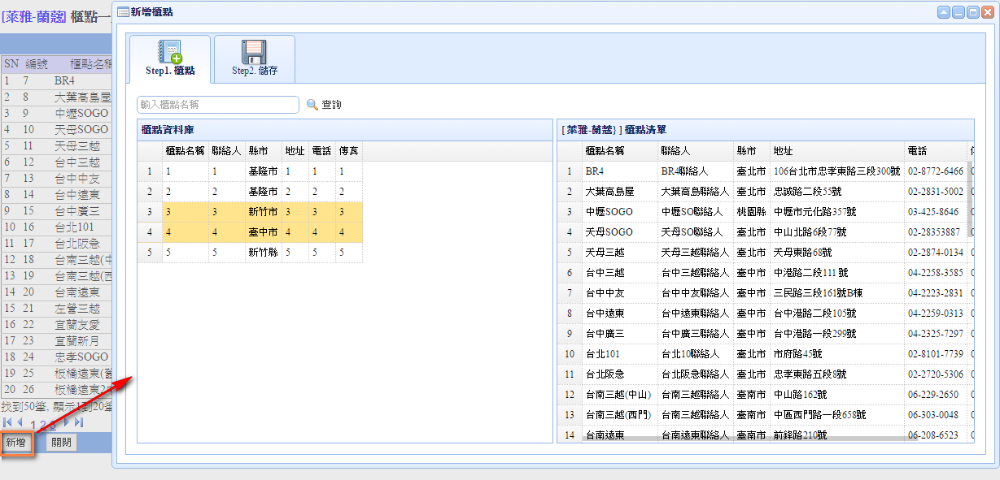 [萊雅-蘭蔻] 櫃點一
SN 編號 櫃點名稱
1 7 BR4
2 8 大葉高島屋
3 9 中壢SOGO
4 10 天母SOGO
5 11 天母三越
6 12 台中三越
7 13 台中中友
8 14 台中遠東
9 15 台中廣三
10 16 台北101
11 17 台北阪急
12 18 台南三越(中
13 19 台南三越(西
14 20 台南遠東
15 21 左營三越
16 22 宜蘭友愛
17 23 宜蘭新月
18 24 忠孝SOGO
19 25 板橋遠東(舊
20 26 板橋遠東2
找到50筆, 顯示1到20筆
1 2 3
新增 關閉
新增櫃點
Step1. 櫃點 Step2. 儲存
輸入櫃點名稱 查詢
櫃點資料庫
櫃點名稱 聯絡人 縣市 地址 電話 傳真
1 1 1 基隆市 1 1 1
2 2 2 基隆市 2 2 2
3 3 3 新竹市 3 3 3
4 4 4 臺中市 4 4 4
5 5 5 新竹縣 5 5 5
[ 萊雅-蘭蔻} ] 櫃點清單
櫃點名稱 聯絡人 縣市 地址 電話
1 BR4 BR4聯絡人 臺北市 106台北市忠孝東路三段300號 02-8772-6466 0
2 大葉高島屋 大葉高島聯絡人 臺北市 忠誠路二段55號 02-2831-5002 0
3 中壢SOGO 中壢SO聯絡人 桃園縣 中壢市元化路357號 03-425-8646 0
4 天母SOGO 天母SO聯絡人 臺北市 中山北路6段77號 02-28353887 0
5 天母三越 天母三越聯絡人 臺北市 天母東路68號 02-2874-0134 0
6 台中三越 台中三越聯絡人 臺中市 中港路二段111 號 04-2258-3585 0
7 台中中友 台中中友聯絡人 臺中市 三民路三段161號B棟 04-2223-2831 0
8 台中遠東 台中遠東聯絡人 臺中市 台中港路二段105號 04-2259-0313 0
9 台中廣三 台中廣三聯絡人 臺中市 台中港路一段299號 04-2325-7297 0
10 台北101 台北10聯絡人 臺北市 市府路45號 02-8101-7739 0
11 台北阪急 台北阪急聯絡人 臺北市 忠孝東路五段8號 02-2720-5306 0
12 台南三越(中山) 台南三越聯絡人 臺南市 中山路162號 06-229-2650 0
13 台南三越(西門) 台南三越聯絡人 臺南市 中區西門路一段658號 06-303-0048 0
14 台南遠東 台南遠東聯絡人 臺南市 前鋒路210號 06-208-6523 0